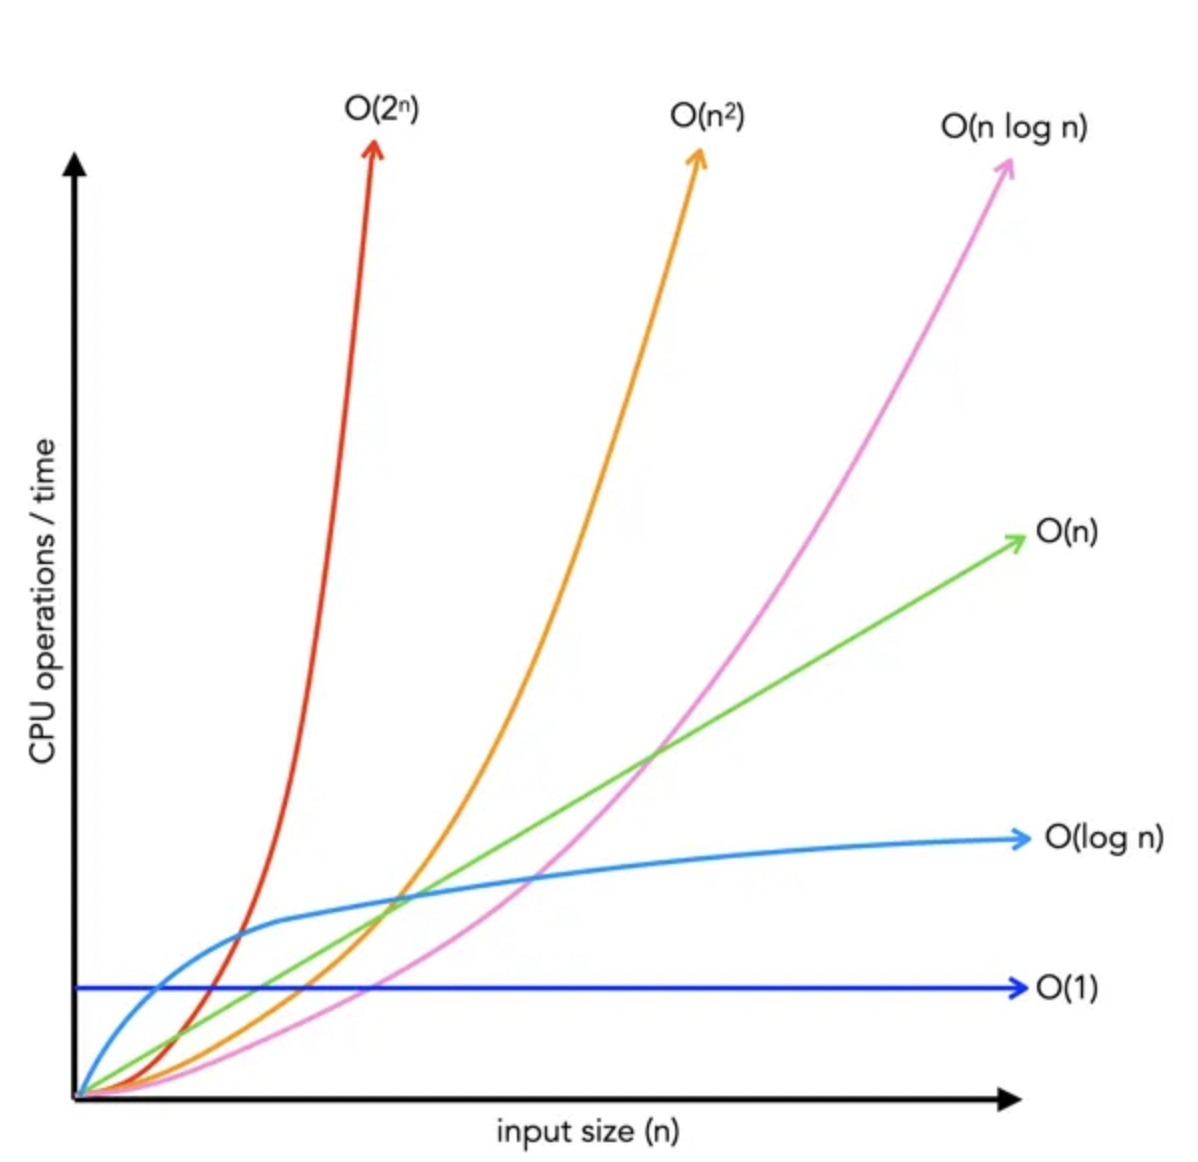 O(2ⁿ)
O(n²)
O(n log n)
O(n)
O(log n)
O(1)
CPU operations / time
input size (n)